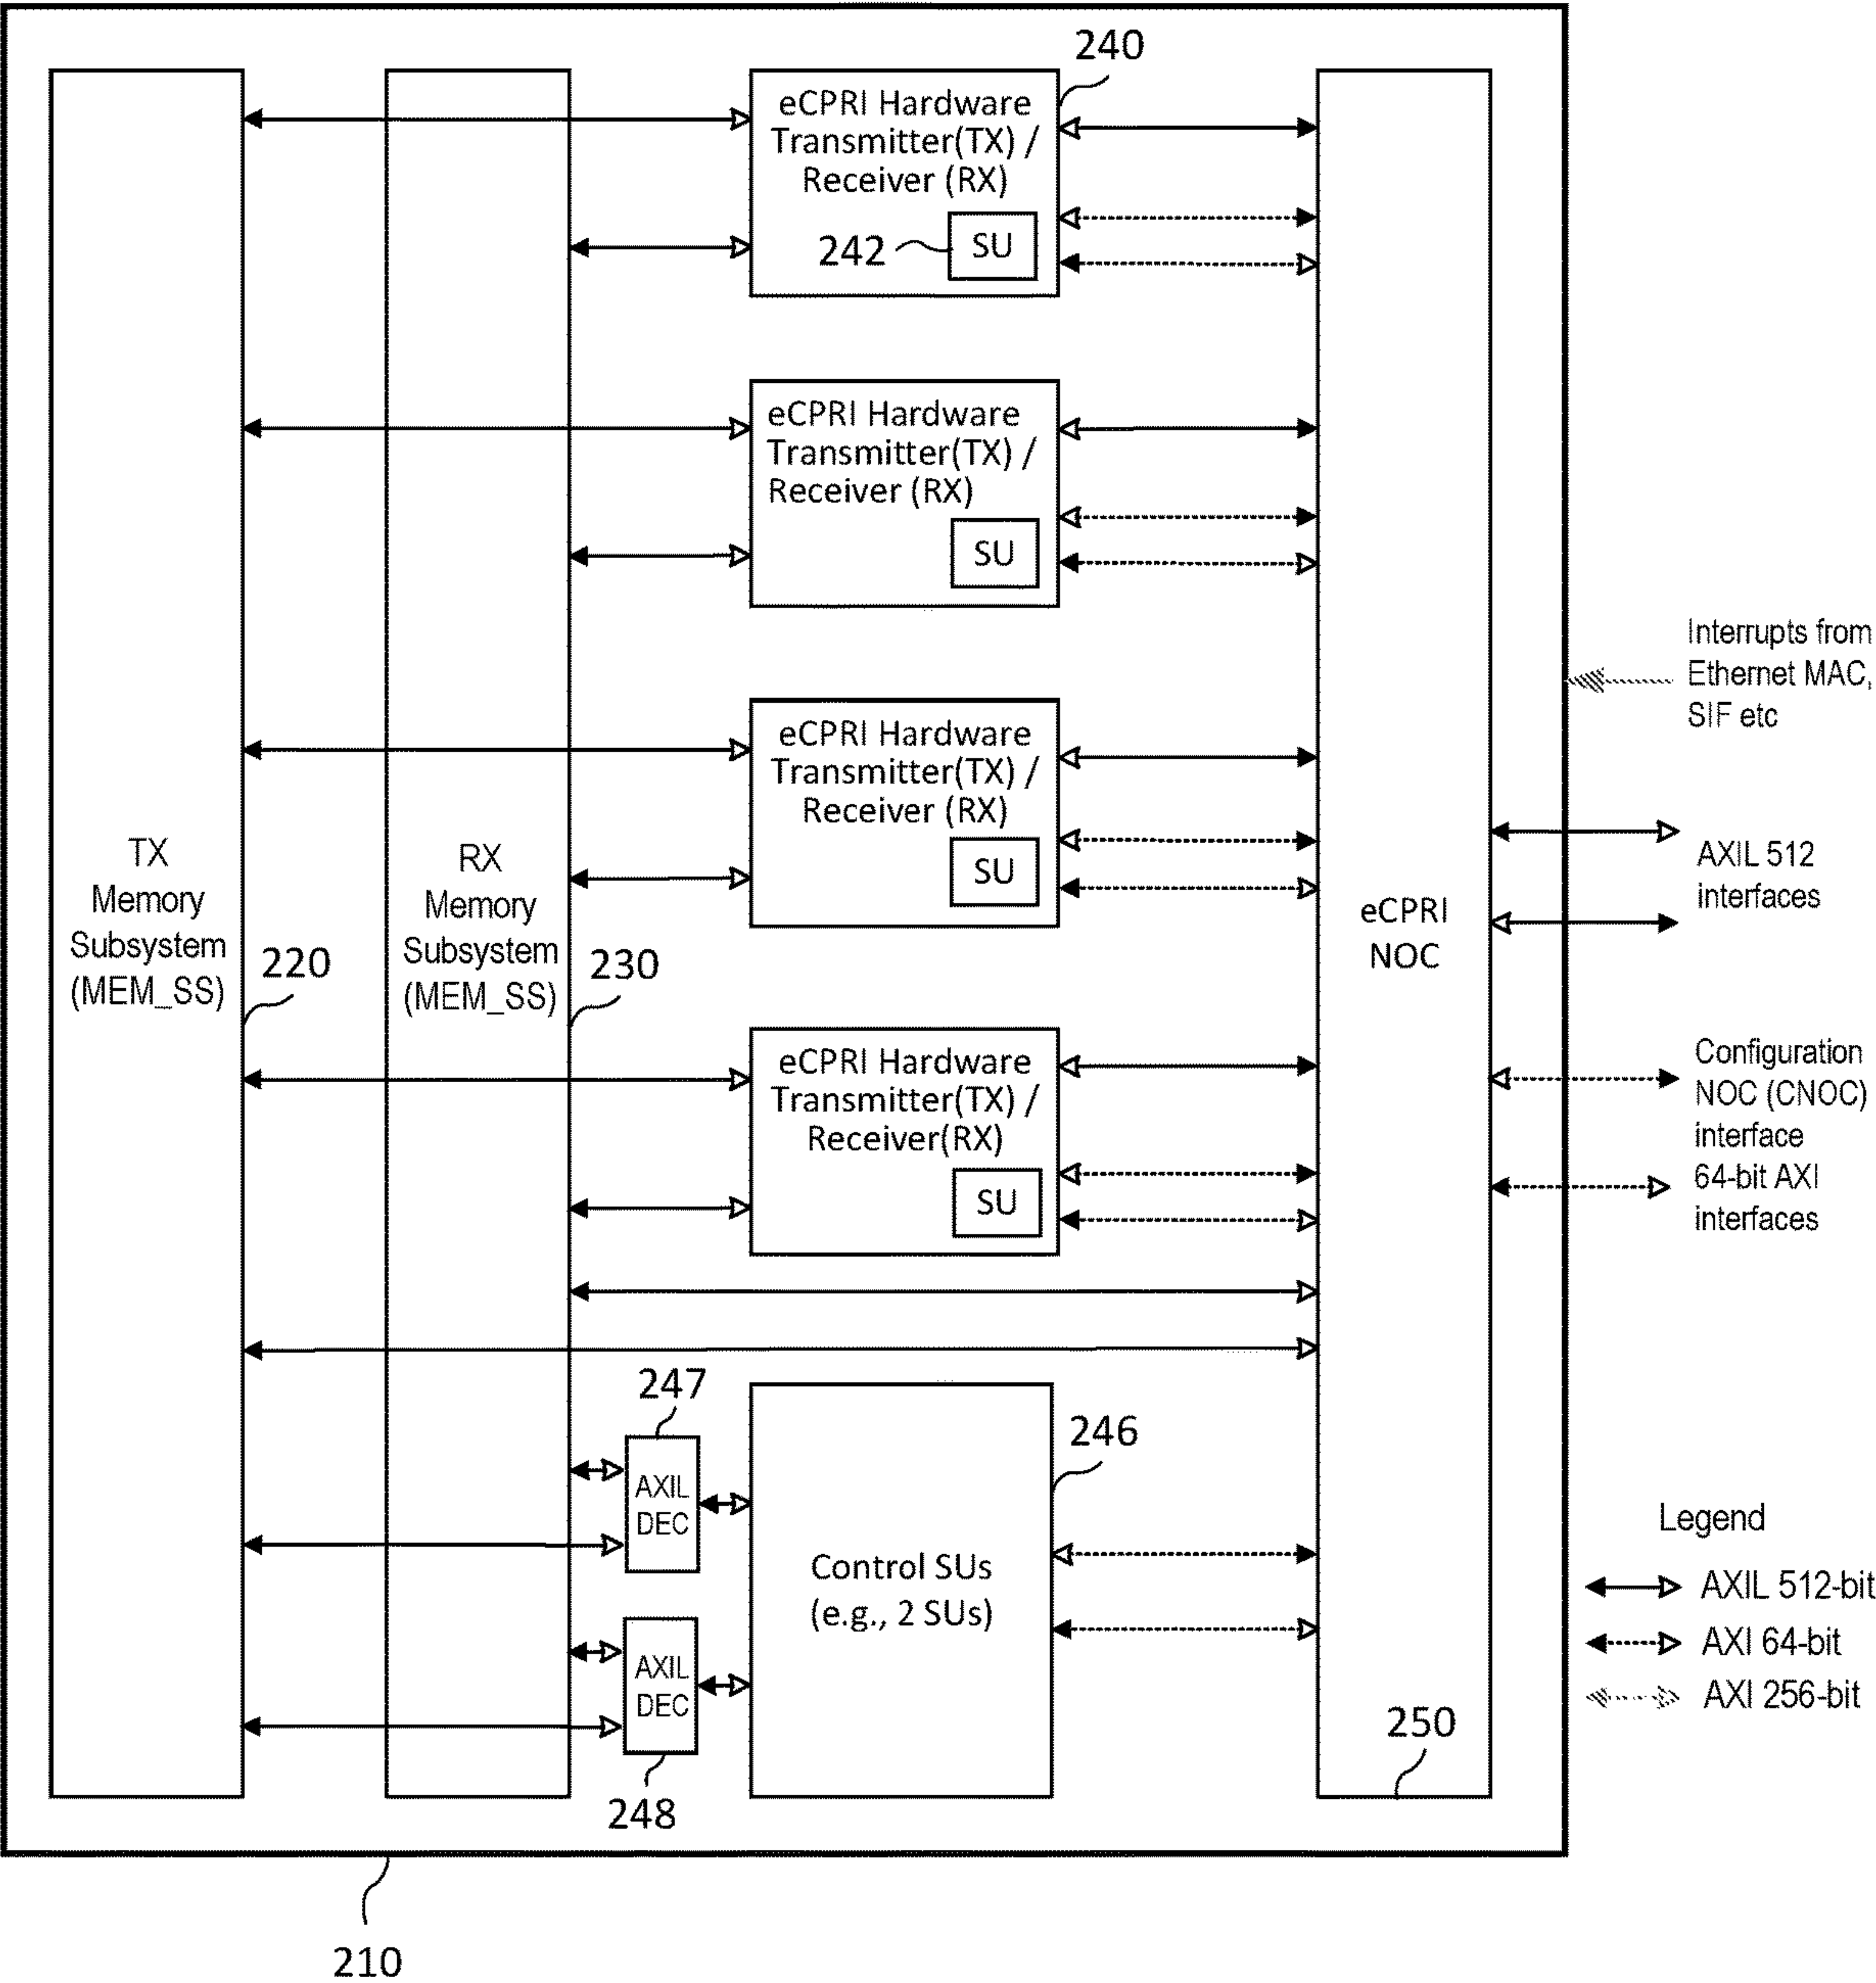 240
eCPRI Hardware
Transmitter(TX) /
Receiver (RX)
242
SU
eCPRI Hardware
Transmitter(TX) /
Receiver (RX)
SU
Interrupts from
Ethernet MAC,
SIF etc
eCPRI Hardware
Transmitter(TX) /
Receiver (RX)
SU
TX
Memory
Subsystem
(MEM_SS)
220
RX
Memory
Subsystem
(MEM_SS)
230
eCPRI
NOC
AXIL 512
interfaces
eCPRI Hardware
Transmitter(TX) /
Receiver(RX)
SU
Configuration
NOC (CNOC)
interface
64-bit AXI
interfaces
247
AXIL
DEC
246
Control SUs
(e.g., 2 SUs)
AXIL
DEC
248
250
Legend
AXIL 512-bit
AXI 64-bit
AXI 256-bit
210